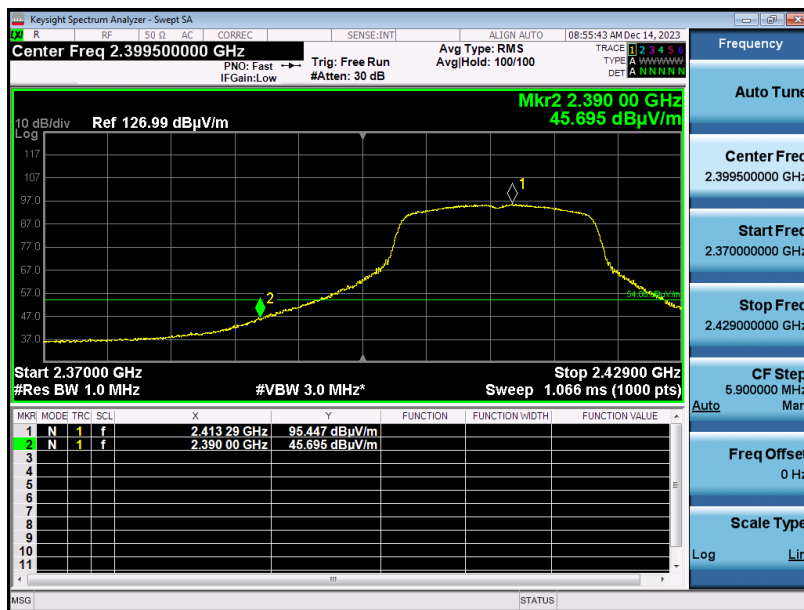 Keysight Spectrum Analyzer - Swept SA
LXI R RF 50 Ω AC CORREC SENSE:INT ALIGN AUTO 08:55:43 AM Dec 14, 2023
Center Freq 2.399500000 GHz
PNO: Fast
IFGain:Low
Trig: Free Run
#Atten: 30 dB
Avg Type: RMS
Avg|Hold: 100/100
TRACE 1 2 3 4 5 6
TYPE A W W W W W
DET A N N N N N
Mkr2 2.390 00 GHz
45.695 dBµV/m
10 dB/div
Log
Ref 126.99 dBµV/m
117
107
97.0
87.0
77.0
67.0
57.0
47.0
37.0
1
2
54.00 dBµV/m
Start 2.37000 GHz
Stop 2.42900 GHz
#Res BW 1.0 MHz
#VBW 3.0 MHz*
Sweep 1.066 ms (1000 pts)
MKR MODE TRC SCL X Y FUNCTION FUNCTION WIDTH FUNCTION VALUE
1 N 1 f 2.413 29 GHz 95.447 dBµV/m
2 N 1 f 2.390 00 GHz 45.695 dBµV/m
3
4
5
6
7
8
9
10
11
MSG
STATUS
Frequency
Auto Tune
Center Freq
2.399500000 GHz
Start Freq
2.370000000 GHz
Stop Freq
2.429000000 GHz
CF Step
5.900000 MHz
Auto Man
Freq Offset
0 Hz
Scale Type
Log Lin